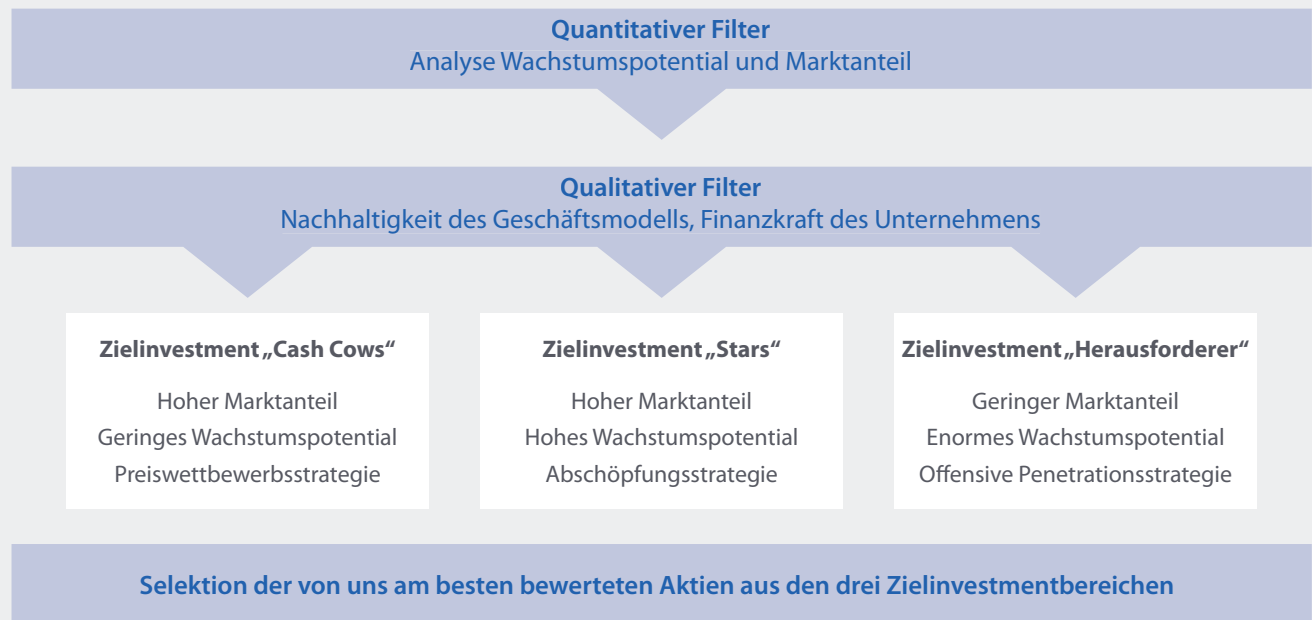 Quantitativer Filter
Analyse Wachstumspotential und Marktanteil
Qualitativer Filter
Nachhaltigkeit des Geschäftsmodells, Finanzkraft des Unternehmens
Zielinvestment „Cash Cows“
Hoher Marktanteil
Geringes Wachstumspotential
Preiswettbewerbsstrategie
Zielinvestment „Stars“
Hoher Marktanteil
Hohes Wachstumspotential
Abschöpfungsstrategie
Zielinvestment „Herausforderer“
Geringer Marktanteil
Enormes Wachstumspotential
Offensive Penetrationsstrategie
Selektion der von uns am besten bewerteten Aktien aus den drei Zielinvestmentbereichen